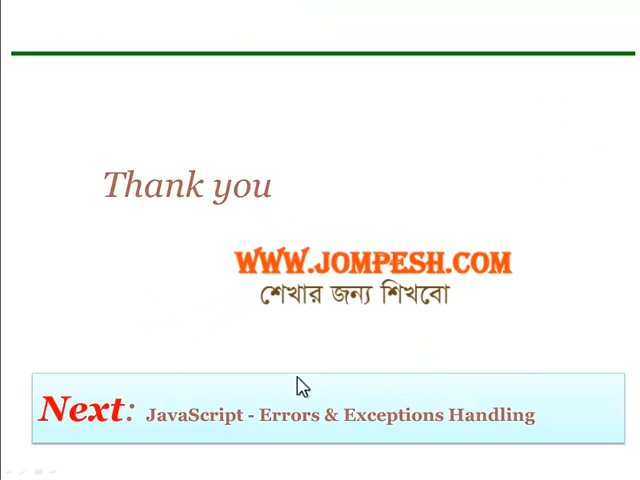 Thank you
WWW.JOMPESH.COM
শেখার জন্য শিখবো
Next: JavaScript - Errors & Exceptions Handling